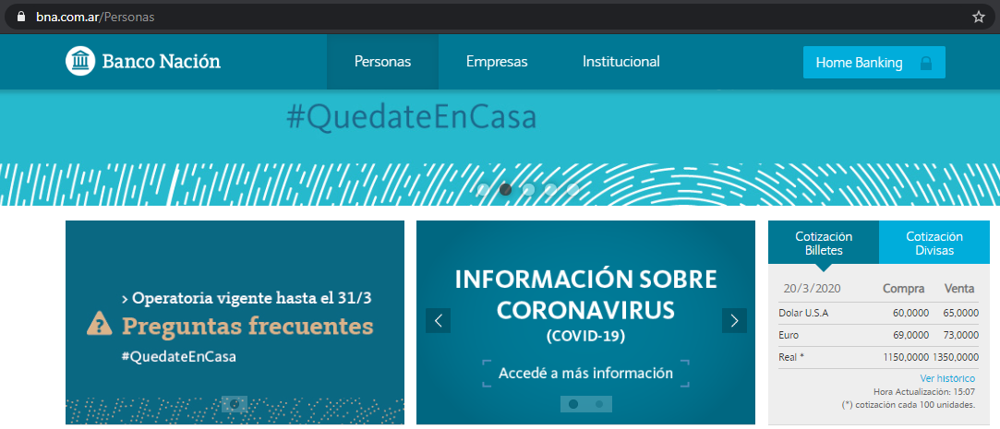 bna.com.ar/Personas
Banco Nación
Personas
Empresas
Institucional
Home Banking
#QuedateEnCasa
› Operatoria vigente hasta el 31/3
Preguntas frecuentes
#QuedateEnCasa
INFORMACIÓN SOBRE
CORONAVIRUS
(COVID-19)
Accedé a más información
Cotización
Billetes
Cotización
Divisas
20/3/2020 Compra Venta
Dolar U.S.A 60,0000 65,0000
Euro 69,0000 73,0000
Real * 1150,0000 1350,0000
Ver histórico
Hora Actualización: 15:07
(*) cotización cada 100 unidades.